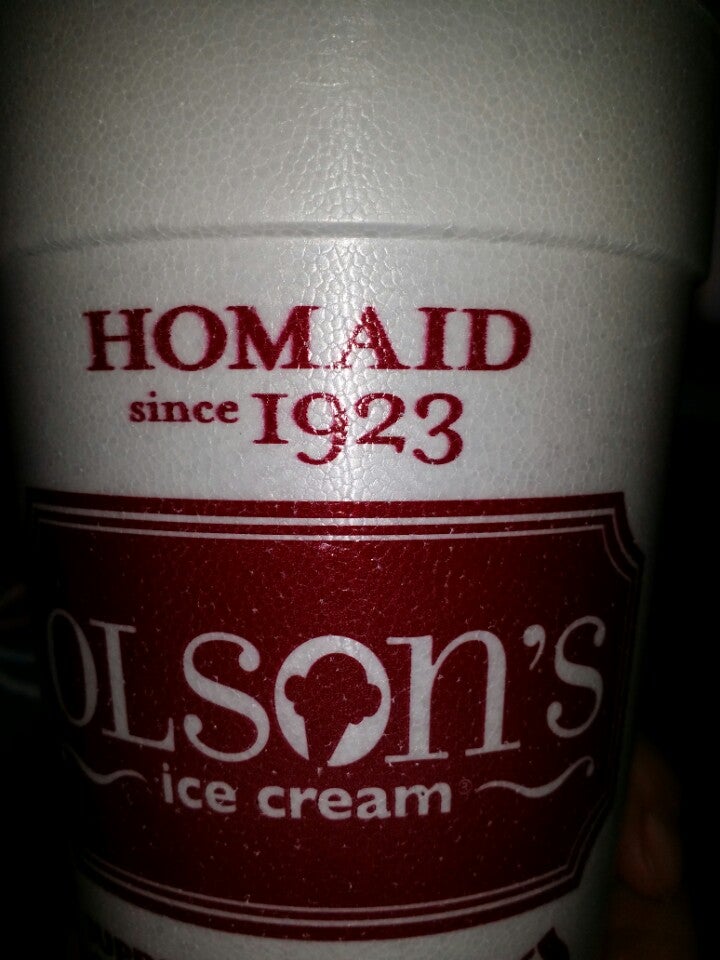 HOMAID
since 1923
OLSON'S
ice cream®